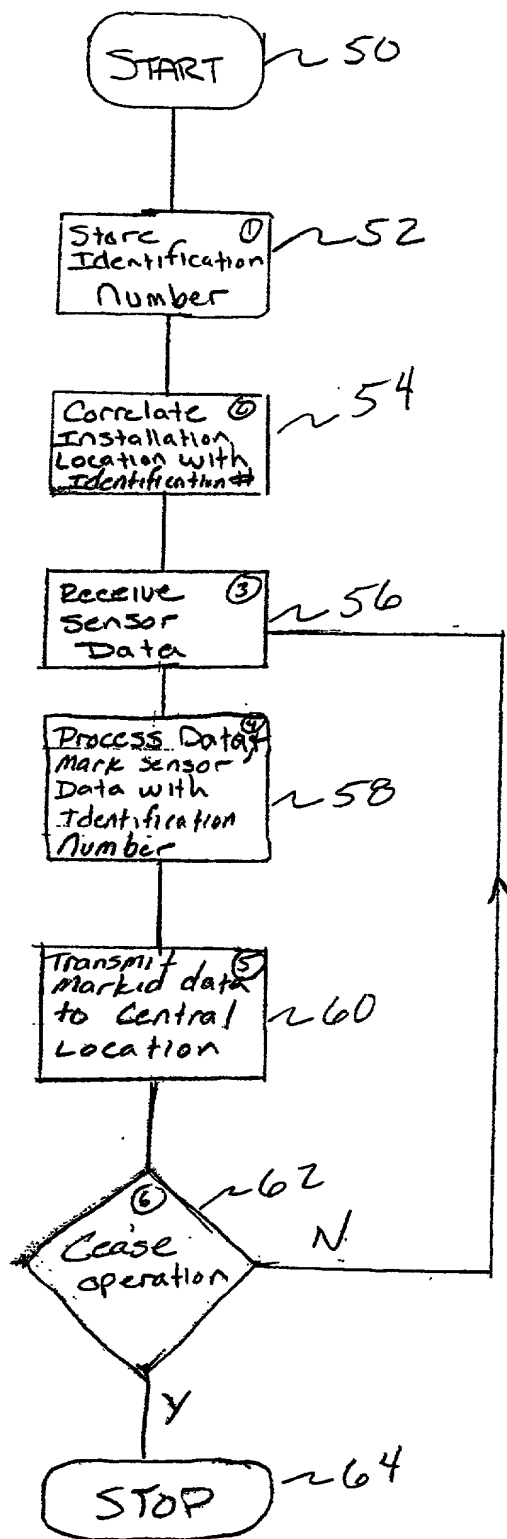 START 50
Store ①
Identification 52
Number
Correlate ② 54
Installation
Location with
Identification #
Receive ③ 56
Sensor
Data
Process Data, ④
Mark sensor
Data with 58
Identification
Number
Transmit ⑤
Markid data
to Central 60
Location
⑥ 62
Cease
operation
N
Y
STOP 64